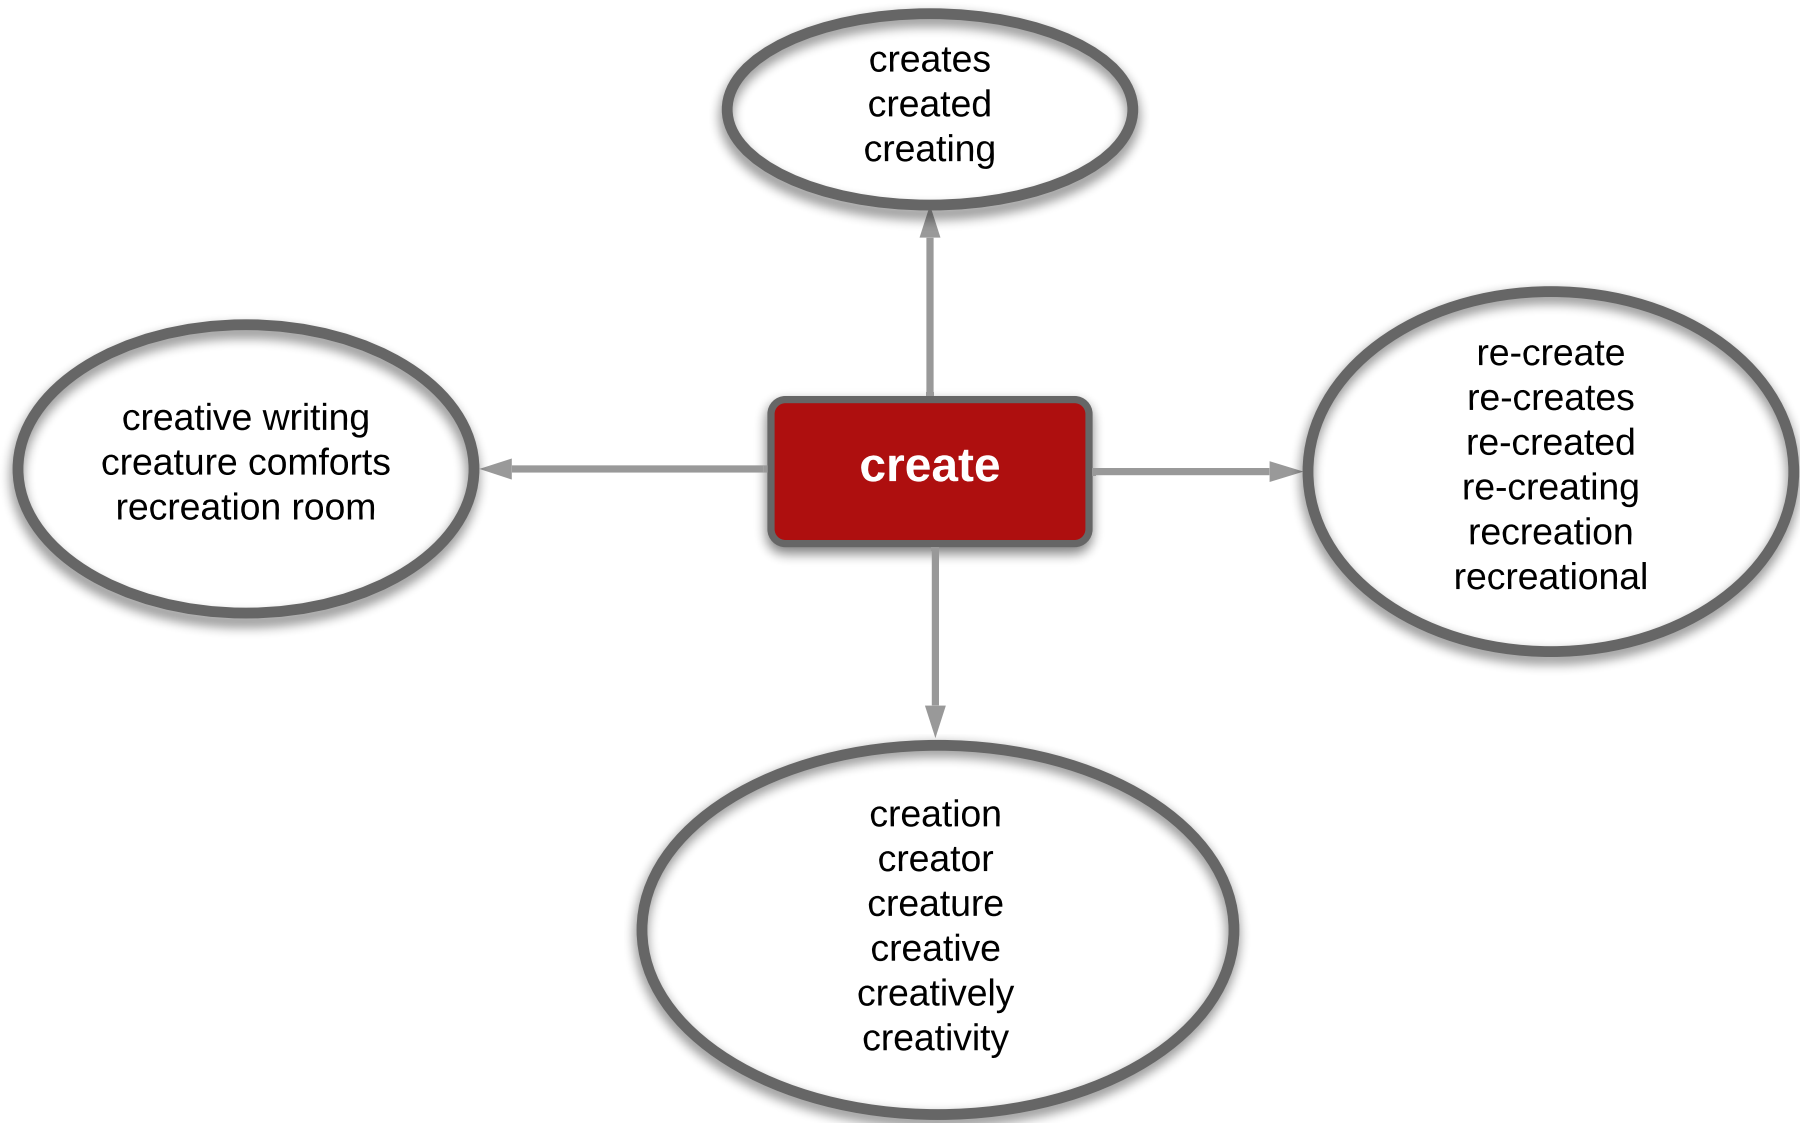 creates
created
creating
creative writing
creature comforts
recreation room
create
re-create
re-creates
re-created
re-creating
recreation
recreational
creation
creator
creature
creative
creatively
creativity